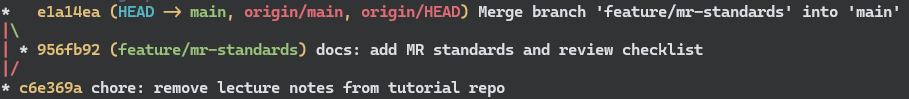 *   e1a14ea (HEAD -> main, origin/main, origin/HEAD) Merge branch 'feature/mr-standards' into 'main'
|\
| * 956fb92 (feature/mr-standards) docs: add MR standards and review checklist
|/
* c6e369a chore: remove lecture notes from tutorial repo